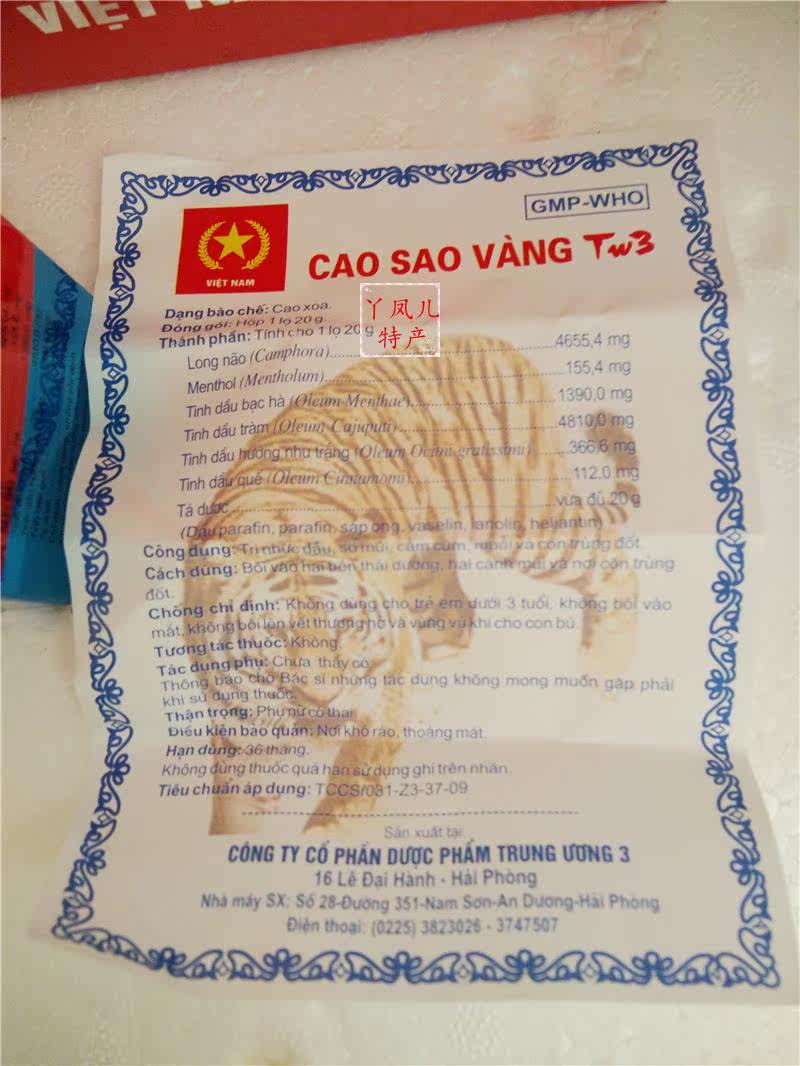 VIỆT NAM
GMP-WHO
VIỆT NAM
CAO SAO VÀNG TW3
丫凤儿
特产
Dạng bào chế: Cao xoa.
Đóng gói: Hộp 1 lọ 20 g.
Thành phần: Tính cho 1 lọ 20 g
Long não (Camphora)....................4655,4 mg
Menthol (Mentholum)....................155,4 mg
Tinh dầu bạc hà (Oleum Menthae)....................1390,0 mg
Tinh dầu tràm (Oleum Cajuputi)....................4810,0 mg
Tinh dầu hương nhu trắng (Oleum Ocimi gratissimi)..........366,6 mg
Tinh dầu quế (Oleum Cinnamomi)....................112,0 mg
Tá dược....................vừa đủ 20 g
(Dầu parafin, parafin, sáp ong, vaselin, lanolin, heliantin)
Công dụng: Trị nhức đầu, sổ mũi, cảm cúm, ruồi và côn trùng đốt.
Cách dùng: Bôi vào hai bên thái dương, hai cánh mũi và nơi côn trùng
đốt.
Chống chỉ định: Không dùng cho trẻ em dưới 3 tuổi, không bôi vào
mắt, không bôi lên vết thương hở và vùng vú khi cho con bú.
Tương tác thuốc: Không.
Tác dụng phụ: Chưa thấy có.
Thông báo cho Bác sĩ những tác dụng không mong muốn gặp phải
khi sử dụng thuốc.
Thận trọng: Phụ nữ có thai.
Điều kiện bảo quản: Nơi khô ráo, thoáng mát.
Hạn dùng: 36 tháng.
Không dùng thuốc quá hạn sử dụng ghi trên nhãn.
Tiêu chuẩn áp dụng: TCCS/031-Z3-37-09
Sản xuất tại:
CÔNG TY CỔ PHẦN DƯỢC PHẨM TRUNG ƯƠNG 3
16 Lê Đại Hành - Hải Phòng
Nhà máy SX: Số 28-Đường 351-Nam Sơn-An Dương-Hải Phòng
Điện thoại: (0225) 3823026 - 3747507